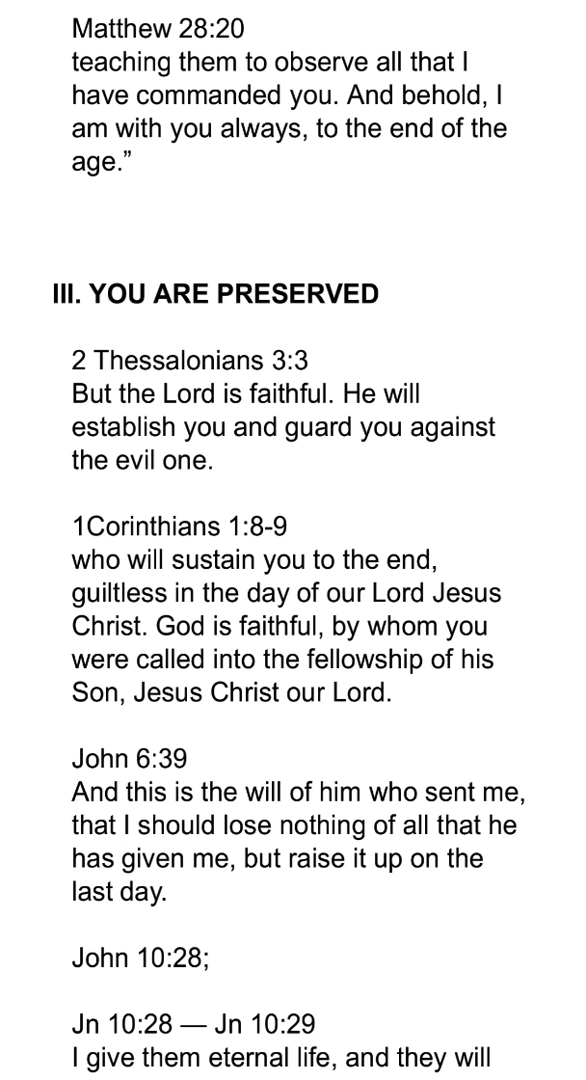 Matthew 28:20
teaching them to observe all that I
have commanded you. And behold, I
am with you always, to the end of the
age.”
III. YOU ARE PRESERVED
2 Thessalonians 3:3
But the Lord is faithful. He will
establish you and guard you against
the evil one.
1Corinthians 1:8-9
who will sustain you to the end,
guiltless in the day of our Lord Jesus
Christ. God is faithful, by whom you
were called into the fellowship of his
Son, Jesus Christ our Lord.
John 6:39
And this is the will of him who sent me,
that I should lose nothing of all that he
has given me, but raise it up on the
last day.
John 10:28;
Jn 10:28 — Jn 10:29
I give them eternal life, and they will